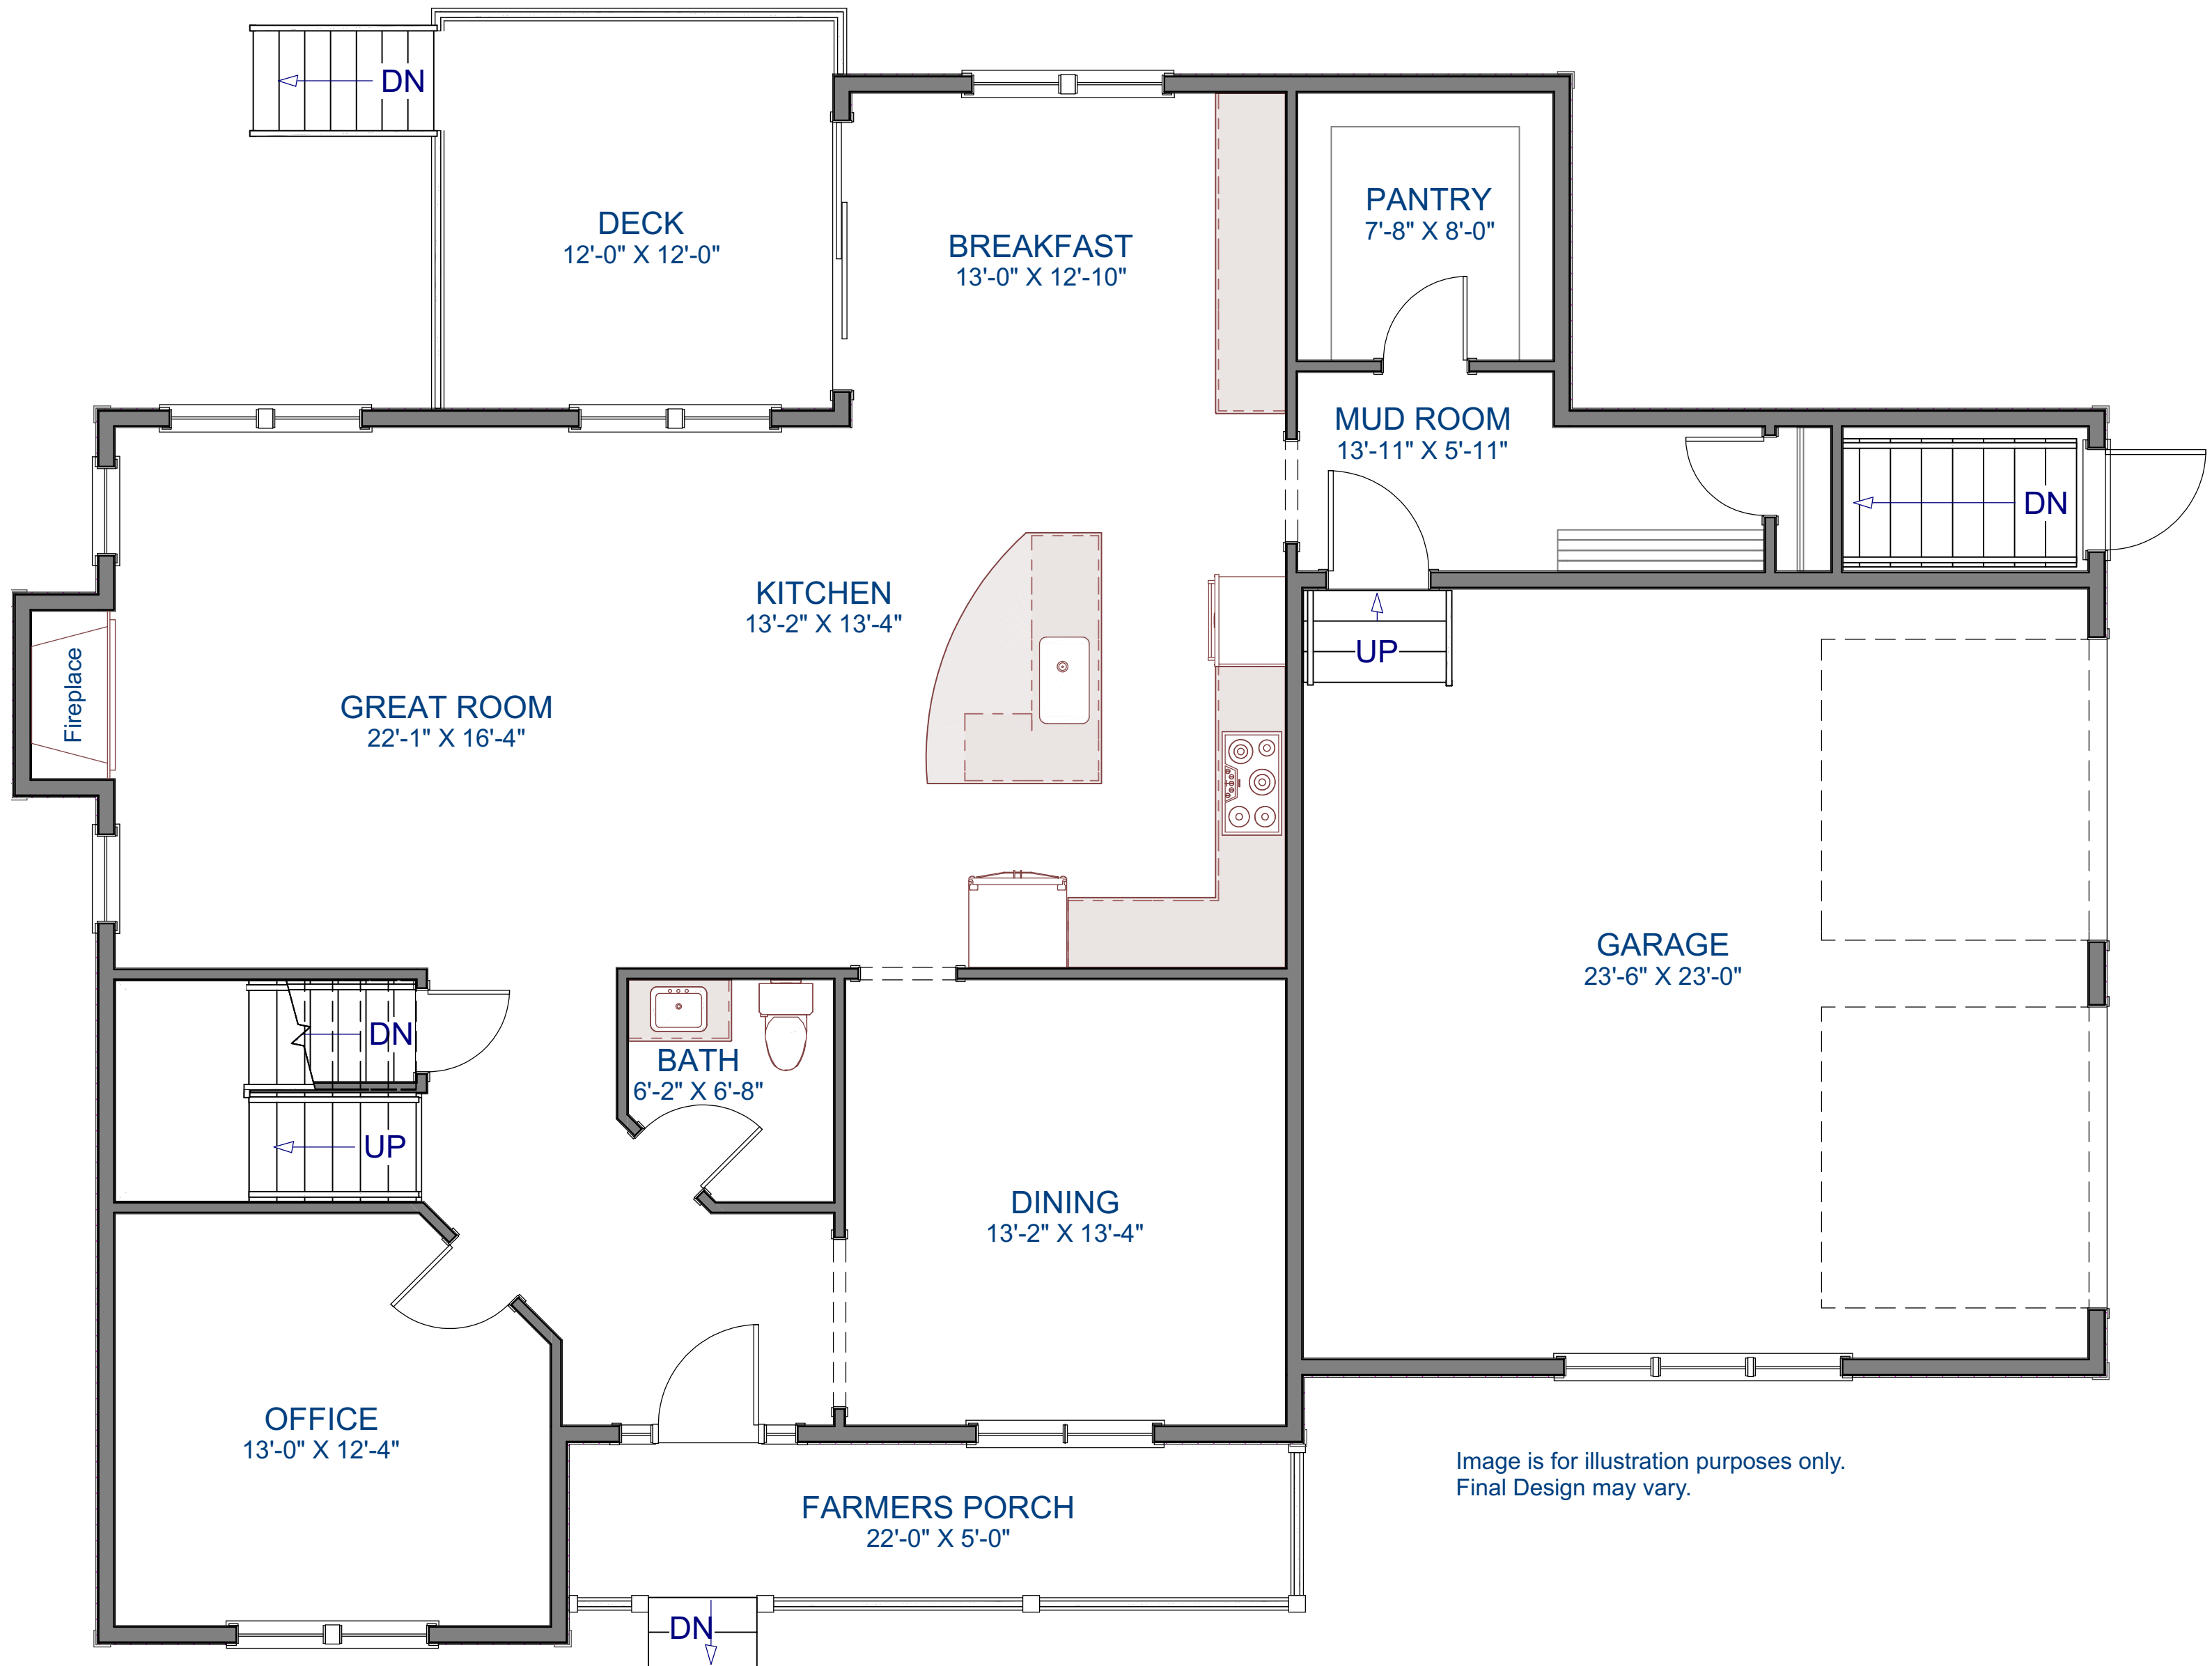 DN
DECK
12'-0" X 12'-0"
BREAKFAST
13'-0" X 12'-10"
PANTRY
7'-8" X 8'-0"
MUD ROOM
13'-11" X 5'-11"
DN
KITCHEN
13'-2" X 13'-4"
UP
Fireplace
GREAT ROOM
22'-1" X 16'-4"
GARAGE
23'-6" X 23'-0"
DN
BATH
6'-2" X 6'-8"
UP
DINING
13'-2" X 13'-4"
OFFICE
13'-0" X 12'-4"
Image is for illustration purposes only.
Final Design may vary.
FARMERS PORCH
22'-0" X 5'-0"
DN